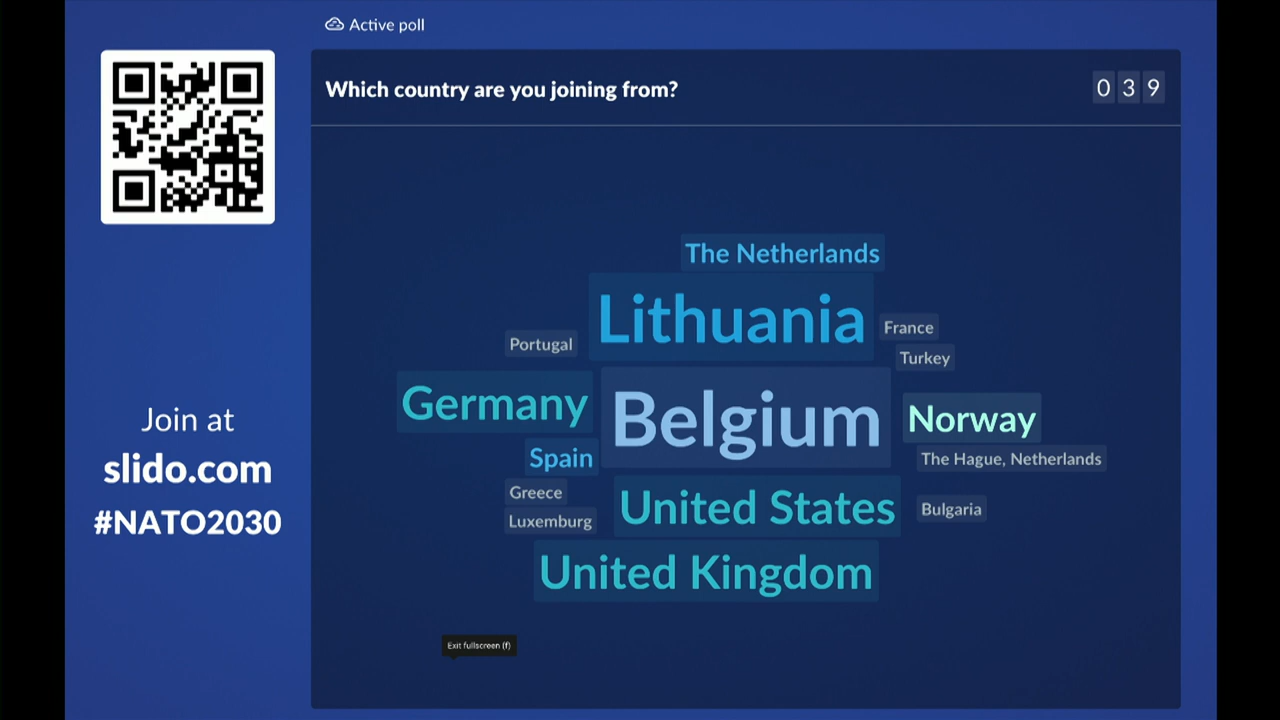 Active poll
Which country are you joining from?
0 3 9
The Netherlands
Lithuania
France
Portugal
Turkey
Germany
Belgium
Norway
Spain
The Hague, Netherlands
Greece
United States
Bulgaria
Luxemburg
United Kingdom
Exit fullscreen (f)
Join at
slido.com
#NATO2030